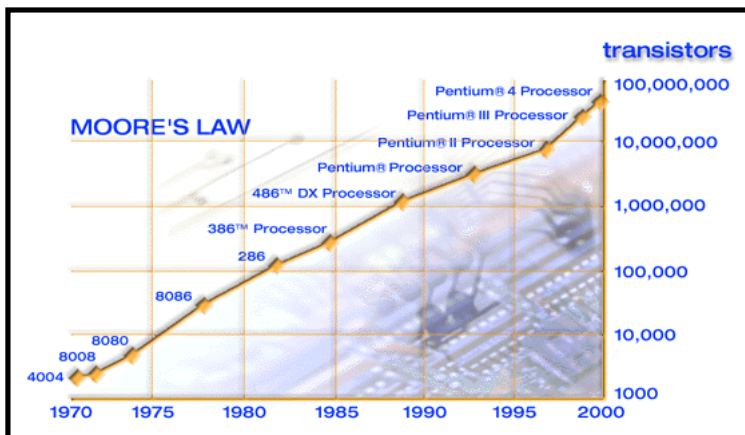 transistors
Pentium® 4 Processor
100,000,000
Pentium® III Processor
MOORE'S LAW
Pentium® II Processor
10,000,000
Pentium® Processor
486™ DX Processor
1,000,000
386™ Processor
286
100,000
8086
8080
10,000
8008
4004
1000
1970 1975 1980 1985 1990 1995 2000